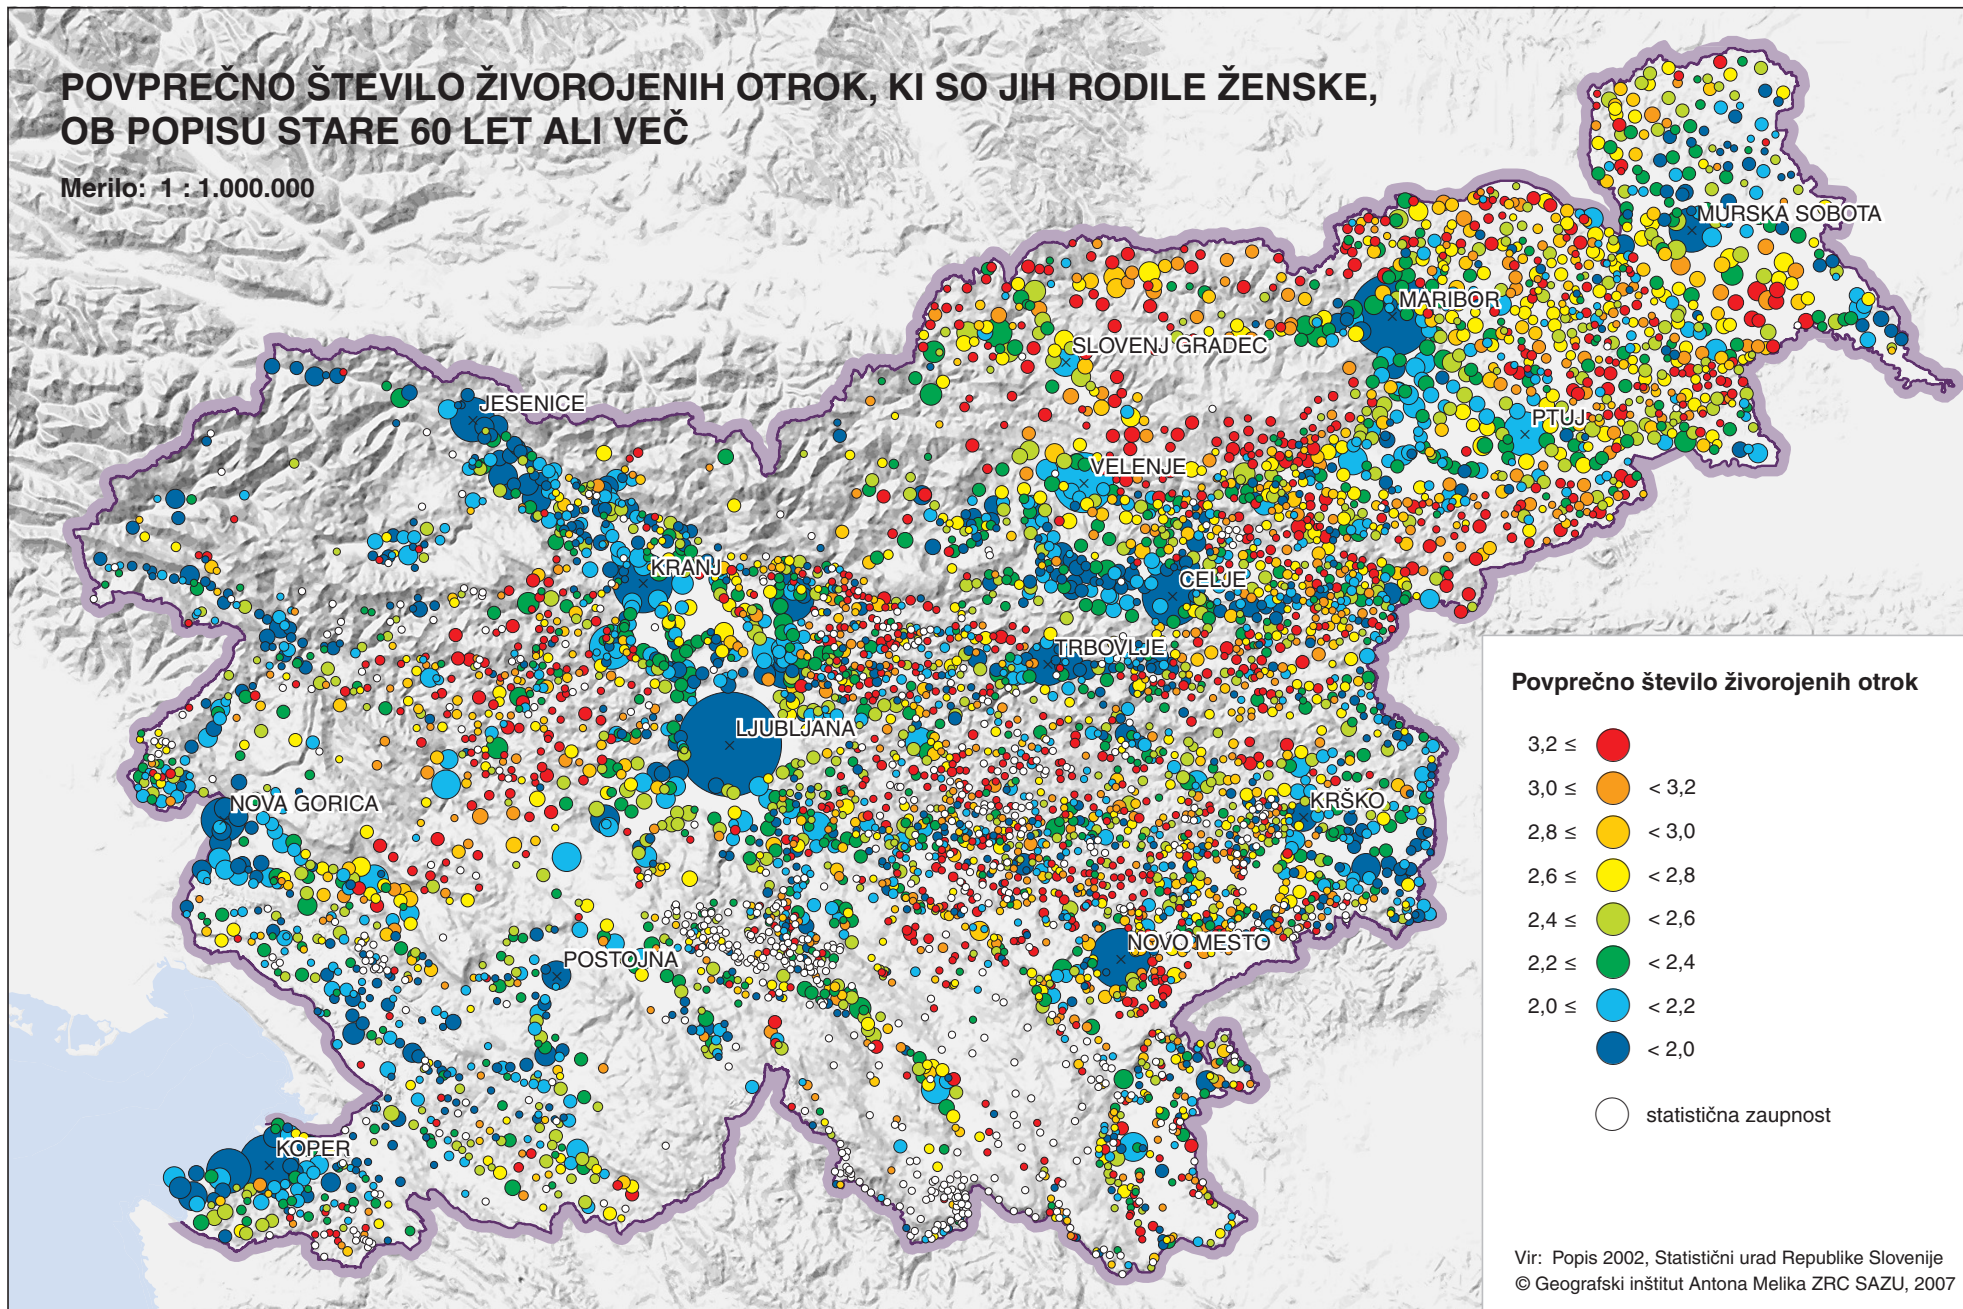 POVPREČNO ŠTEVILO ŽIVOROJENIH OTROK, KI SO JIH RODILE ŽENSKE,
OB POPISU STARE 60 LET ALI VEČ
Merilo: 1 : 1.000.000
MURSKA SOBOTA
MARIBOR
SLOVENJ GRADEC
JESENICE
PTUJ
VELENJE
KRANJ
CELJE
TRBOVLJE
LJUBLJANA
NOVA GORICA
KRŠKO
NOVO MESTO
POSTOJNA
KOPER
Povprečno število živorojenih otrok
3,2 ≤
3,0 ≤ < 3,2
2,8 ≤ < 3,0
2,6 ≤ < 2,8
2,4 ≤ < 2,6
2,2 ≤ < 2,4
2,0 ≤ < 2,2
< 2,0
statistična zaupnost
Vir: Popis 2002, Statistični urad Republike Slovenije
© Geografski inštitut Antona Melika ZRC SAZU, 2007